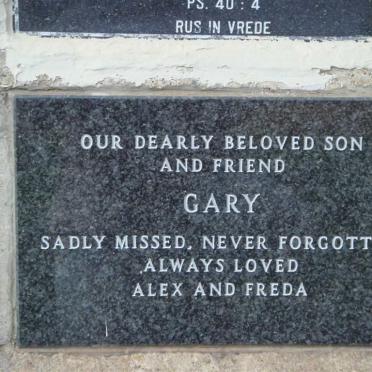 PS. 40 : 4
RUS IN VREDE
OUR DEARLY BELOVED SON
AND FRIEND
GARY
SADLY MISSED, NEVER FORGOTT
ALWAYS LOVED
ALEX AND FREDA